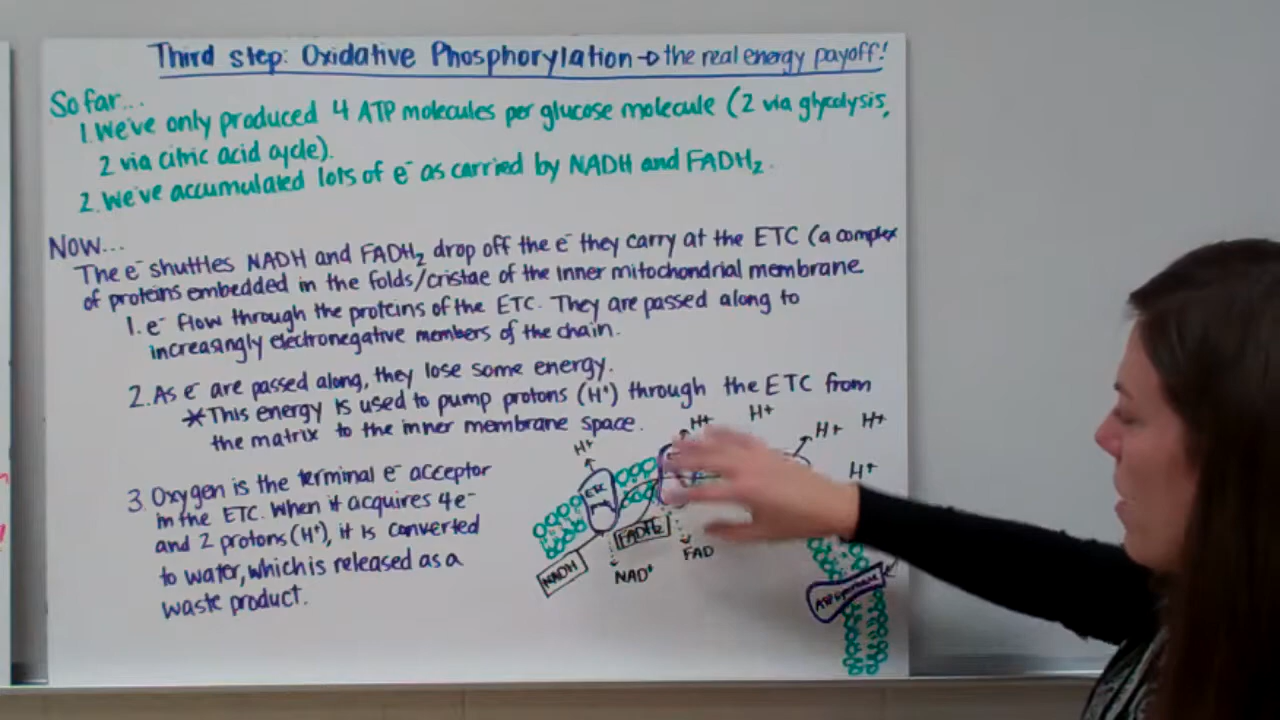 Third step: Oxidative Phosphorylation → the real energy payoff!
So far...
1. We've only produced 4 ATP molecules per glucose molecule (2 via glycolysis,
2 via citric acid cycle).
2. We've accumulated lots of e⁻ as carried by NADH and FADH₂.
Now...
The e⁻ shuttles NADH and FADH₂ drop off the e⁻ they carry at the ETC (a complex
of proteins embedded in the folds/cristae of the inner mitochondrial membrane
1. e⁻ flow through the proteins of the ETC. They are passed along to
increasingly electronegative members of the chain.
2. As e⁻ are passed along, they lose some energy.
*This energy is used to pump protons (H⁺) through the ETC from
the matrix to the inner membrane space.
3. Oxygen is the terminal e⁻ acceptor
in the ETC. When it acquires 4e⁻
and 2 protons (H⁺), it is converted
to water, which is released as a
waste product.
H+
H+
H+
H+
H+
H+
ETC
NADH
FADH₂
NAD⁺
FAD
ATP synthase